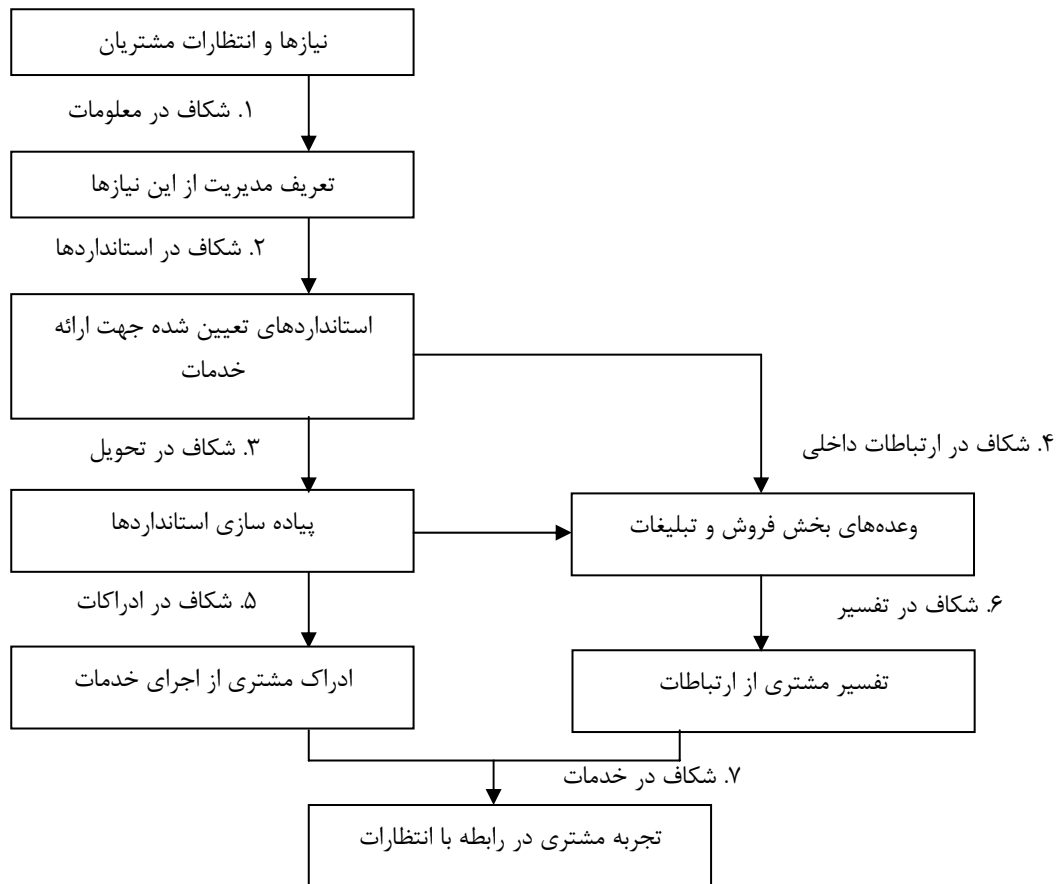 نیازها و انتظارات مشتریان
۱. شکاف در معلومات
تعریف مدیریت از این نیازها
۲. شکاف در استانداردها
استانداردهای تعیین شده جهت ارائه
خدمات
۳. شکاف در تحویل
۴. شکاف در ارتباطات داخلی
پیاده سازی استانداردها
وعده‌های بخش فروش و تبلیغات
۵. شکاف در ادراکات
۶. شکاف در تفسیر
ادراک مشتری از اجرای خدمات
تفسیر مشتری از ارتباطات
۷. شکاف در خدمات
تجربه مشتری در رابطه با انتظارات